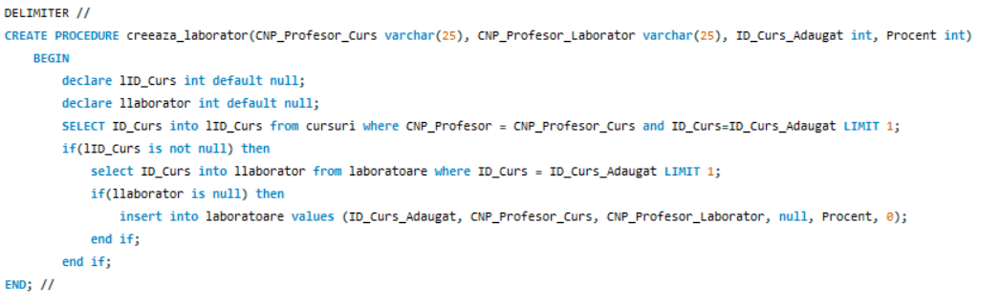 DELIMITER //
CREATE PROCEDURE creeaza_laborator(CNP_Profesor_Curs varchar(25), CNP_Profesor_Laborator varchar(25), ID_Curs_Adaugat int, Procent int)
BEGIN
declare lID_Curs int default null;
declare llaborator int default null;
SELECT ID_Curs into lID_Curs from cursuri where CNP_Profesor = CNP_Profesor_Curs and ID_Curs=ID_Curs_Adaugat LIMIT 1;
if(lID_Curs is not null) then
select ID_Curs into llaborator from laboratoare where ID_Curs = ID_Curs_Adaugat LIMIT 1;
if(llaborator is null) then
insert into laboratoare values (ID_Curs_Adaugat, CNP_Profesor_Curs, CNP_Profesor_Laborator, null, Procent, 0);
end if;
end if;
END; //